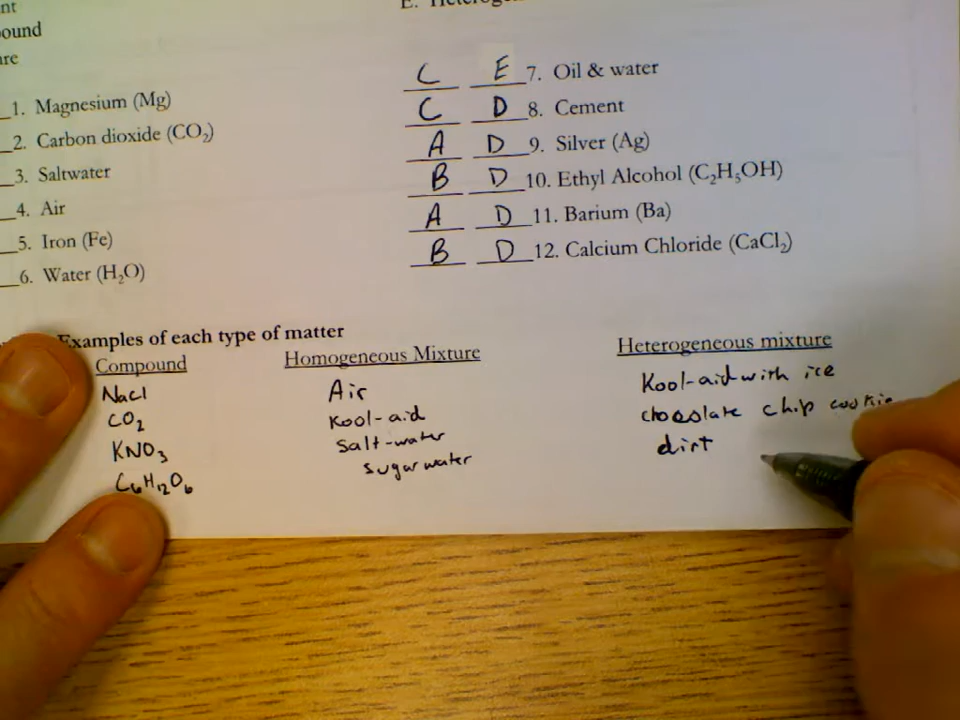 nt
ound
re
C E 7. Oil & water
C D 8. Cement
A D 9. Silver (Ag)
B D 10. Ethyl Alcohol (C₂H₅OH)
A D 11. Barium (Ba)
B D 12. Calcium Chloride (CaCl₂)
1. Magnesium (Mg)
2. Carbon dioxide (CO₂)
3. Saltwater
4. Air
5. Iron (Fe)
6. Water (H₂O)
Examples of each type of matter
Compound
NaCl
CO₂
KNO₃
C₆H₁₂O₆
Homogeneous Mixture
Air
Kool-aid
Salt-water
Sugar water
Heterogeneous mixture
Kool-aid with ice
chocolate chip cookie
dirt